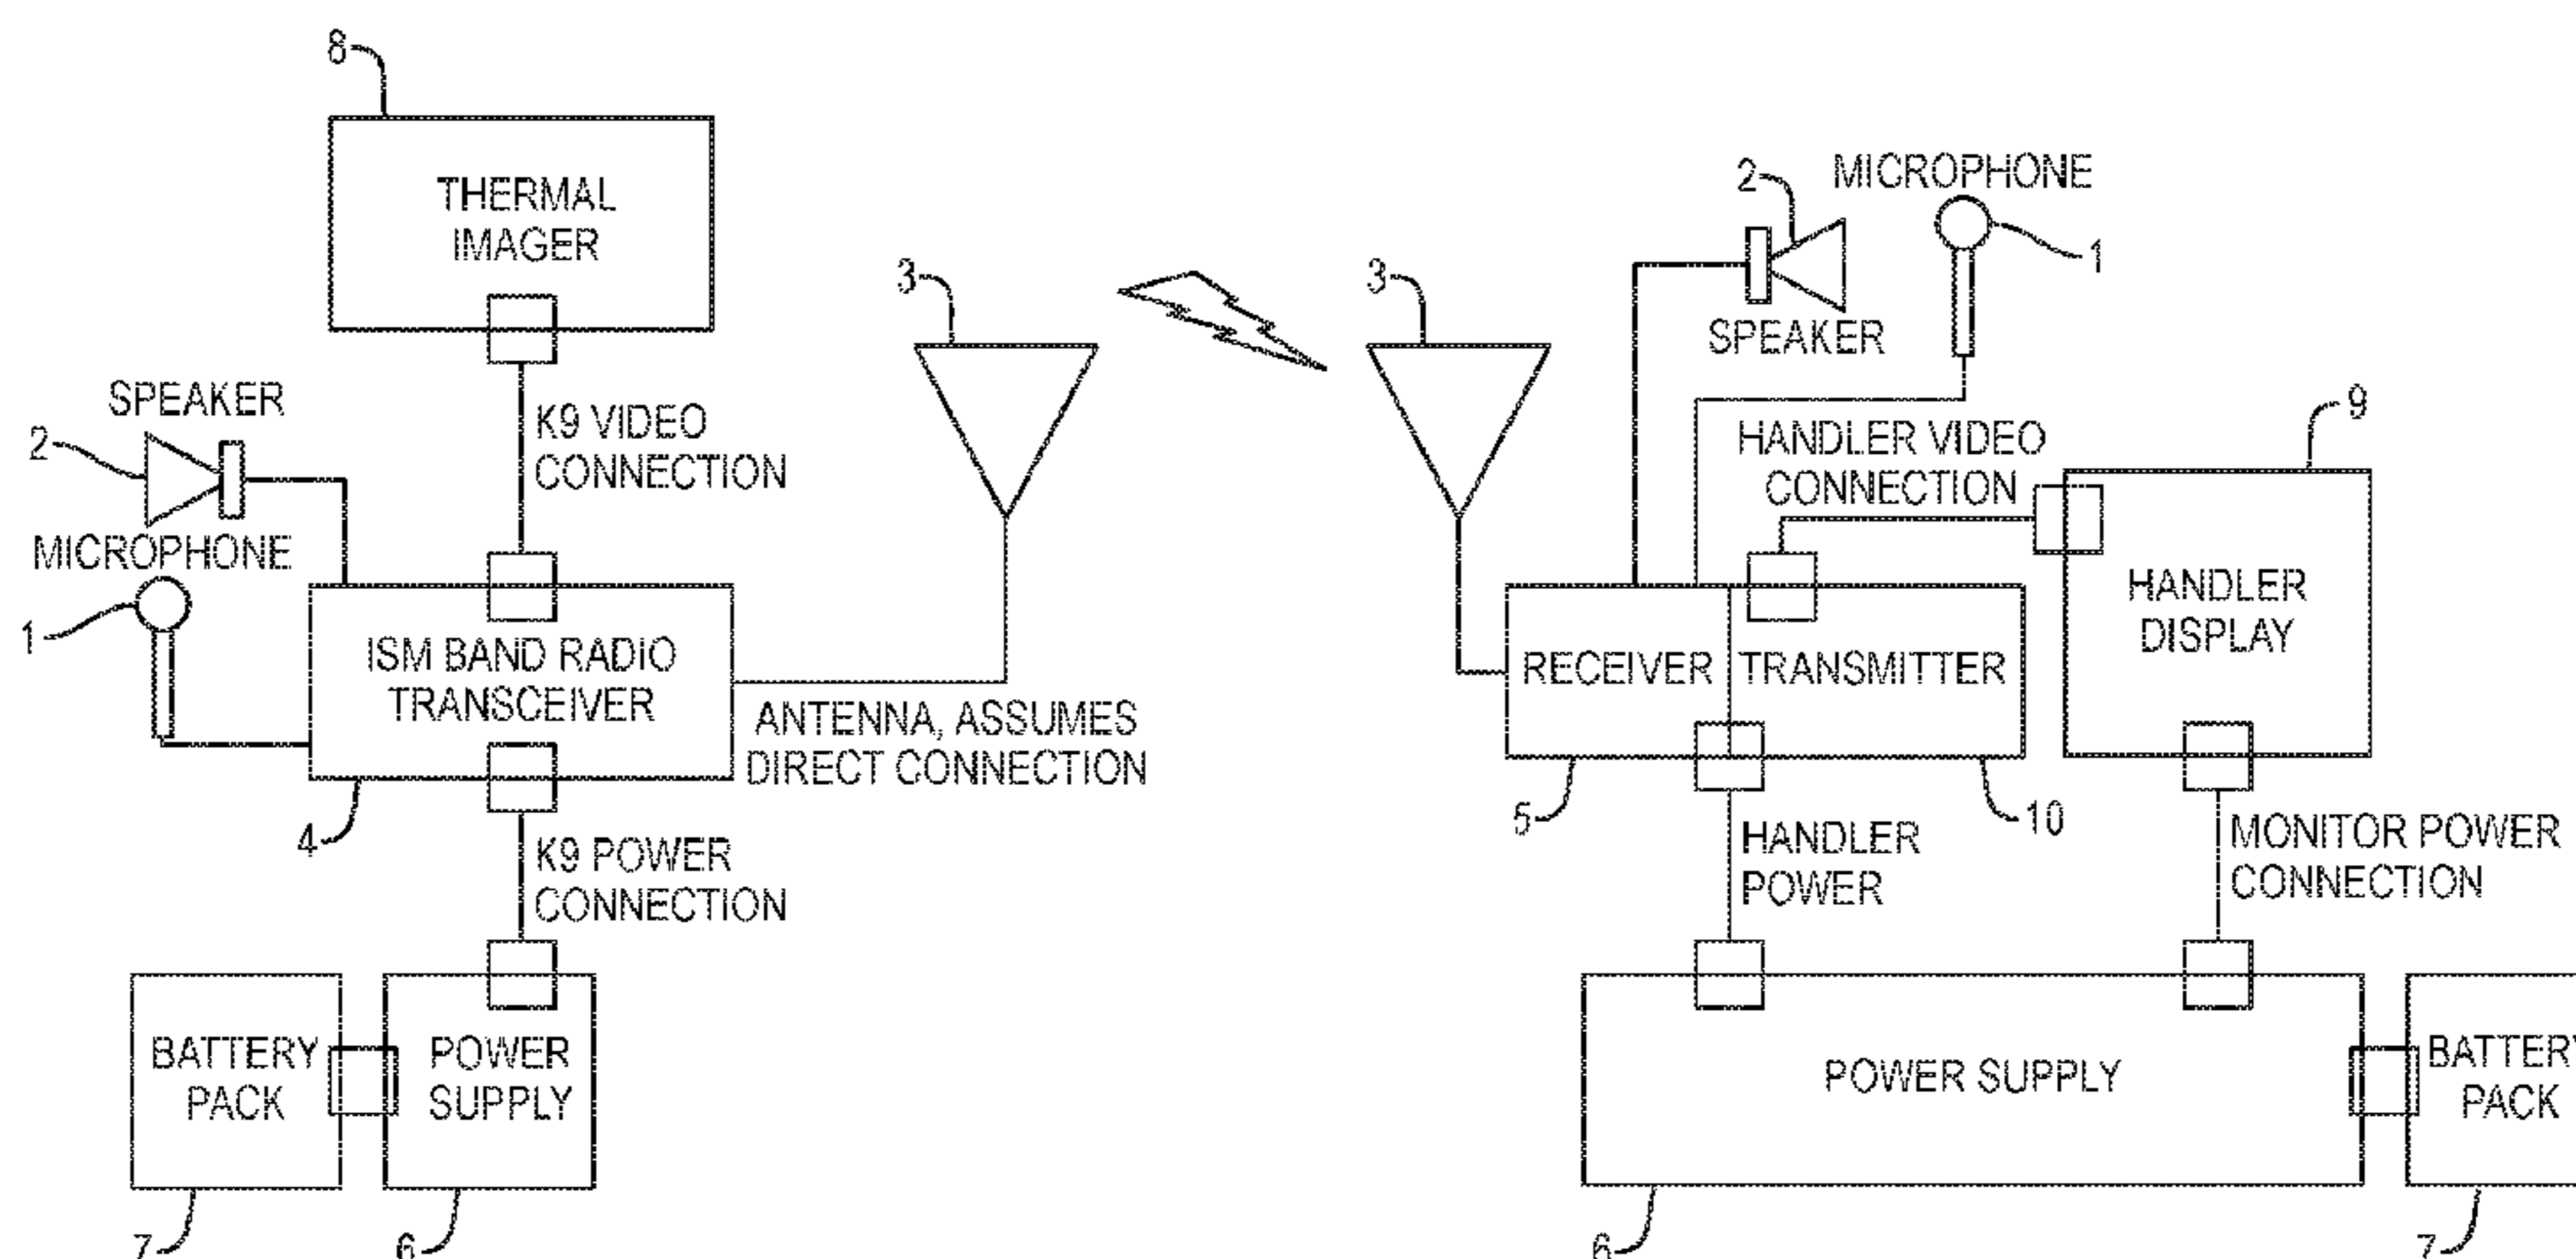 8
THERMAL
IMAGER
3
SPEAKER
2
K9 VIDEO
CONNECTION
MICROPHONE
1
ISM BAND RADIO
TRANSCEIVER
ANTENNA, ASSUMES
DIRECT CONNECTION
4
K9 POWER
CONNECTION
BATTERY
PACK
POWER
SUPPLY
7
6
3
2
SPEAKER
MICROPHONE
1
HANDLER VIDEO
CONNECTION
9
HANDLER
DISPLAY
RECEIVER
TRANSMITTER
5
10
HANDLER
POWER
MONITOR POWER
CONNECTION
POWER SUPPLY
BATTERY
PACK
6
7